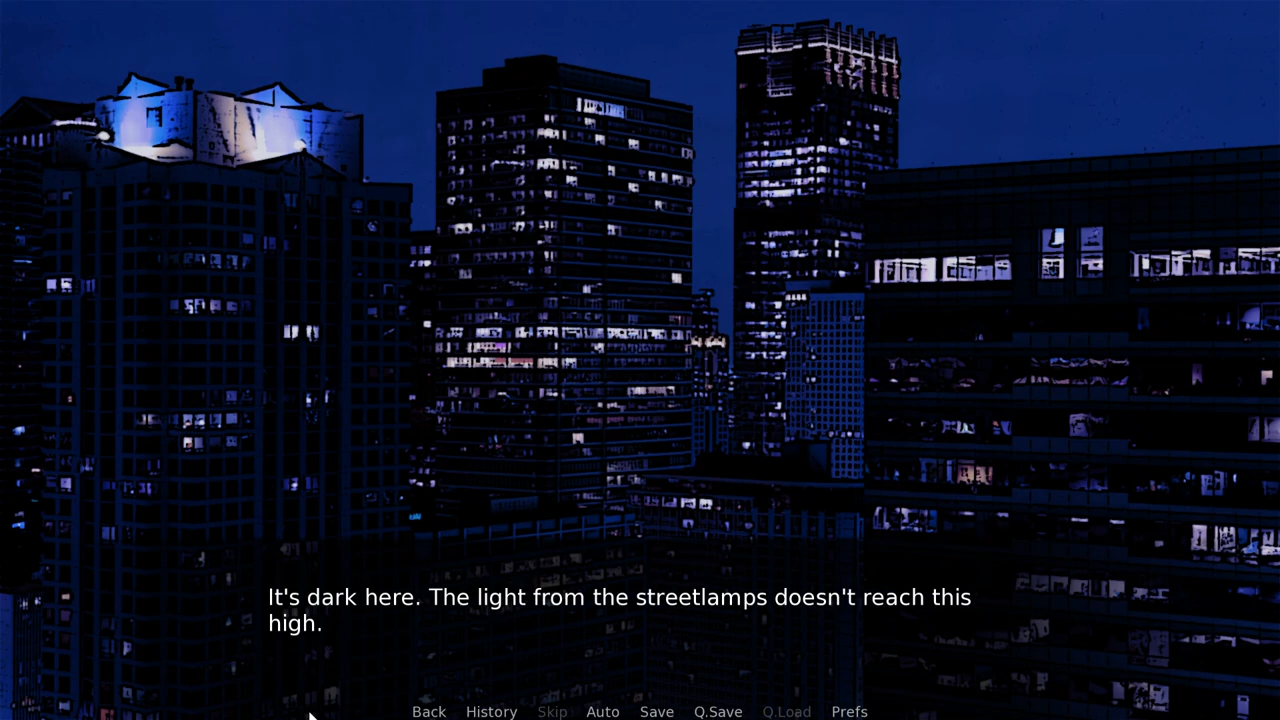 It's dark here. The light from the streetlamps doesn't reach this
high.
Back History Skip Auto Save Q.Save Q.Load Prefs